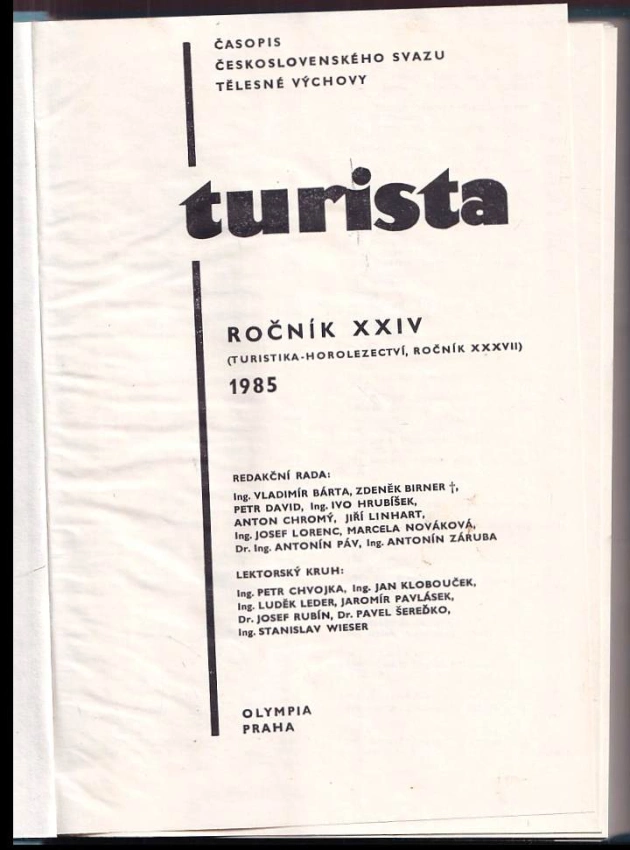 ČASOPIS
ČESKOSLOVENSKÉHO SVAZU
TĚLESNÉ VÝCHOVY
turista
ROČNÍK XXIV
(TURISTIKA-HOROLEZECTVÍ, ROČNÍK XXXVII)
1985
REDAKČNÍ RADA:
Ing. VLADIMÍR BÁRTA, ZDENĚK BIRNER †,
PETR DAVID, Ing. IVO HRUBÍŠEK,
ANTON CHROMÝ, JIŘÍ LINHART,
Ing. JOSEF LORENC, MARCELA NOVÁKOVÁ,
Dr. Ing. ANTONÍN PÁV, Ing. ANTONÍN ZÁRUBA
LEKTORSKÝ KRUH:
Ing. PETR CHVOJKA, Ing. JAN KLOBOUČEK,
Ing. LUDĚK LEDER, JAROMÍR PAVLÁSEK,
Dr. JOSEF RUBÍN, Dr. PAVEL ŠEREĎKO,
Ing. STANISLAV WIESER
OLYMPIA
PRAHA